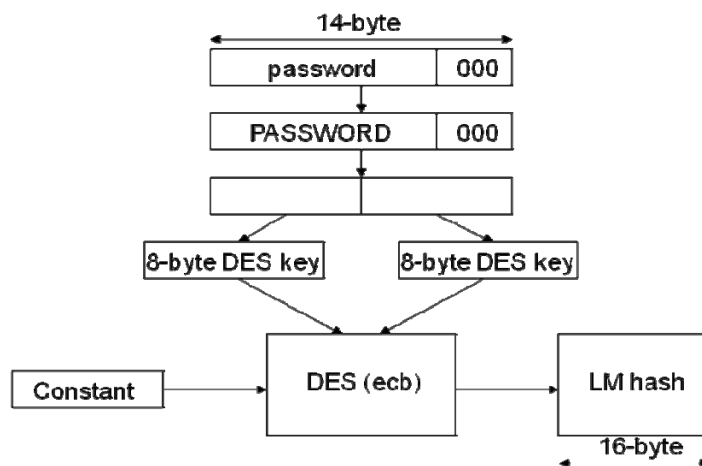 14-byte
password 000
PASSWORD 000
8-byte DES key 8-byte DES key
Constant DES (ecb) LM hash
16-byte